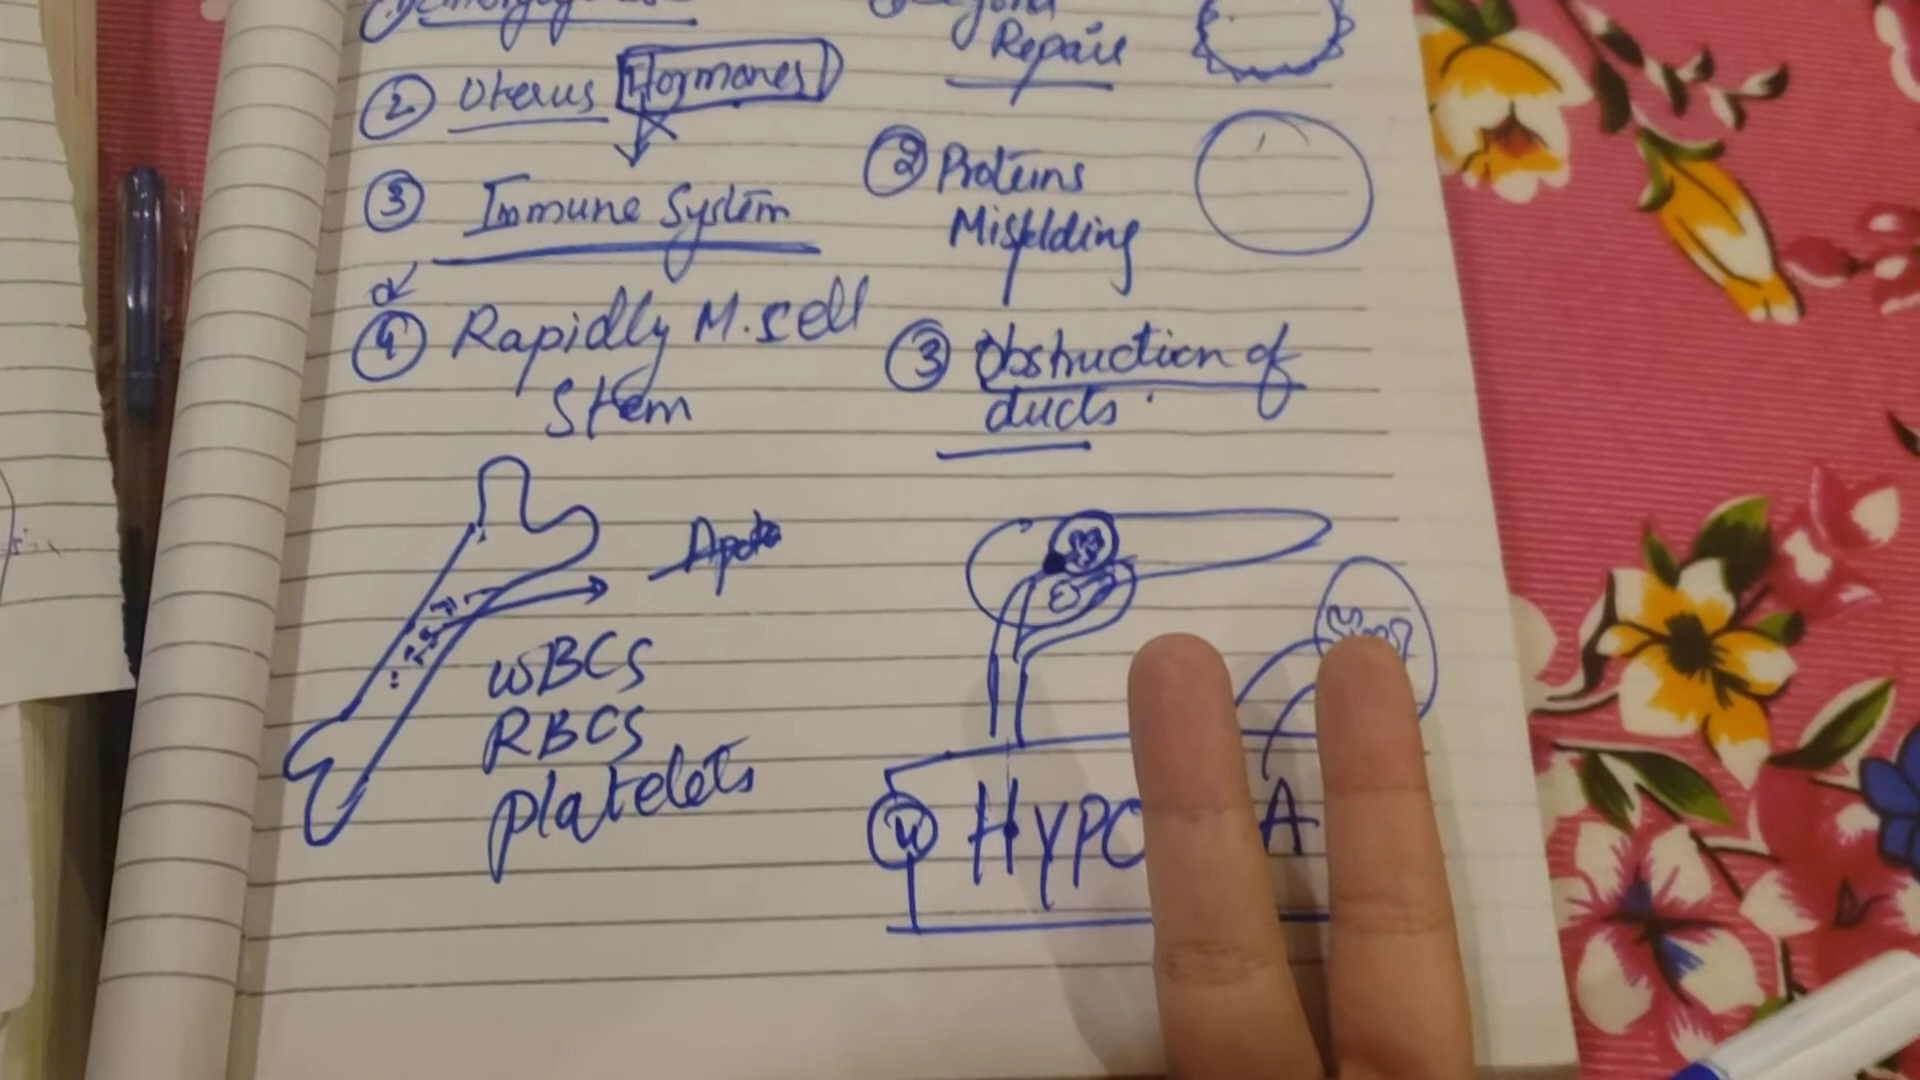 ② Uterus Hormones
③ Immune System
④ Rapidly M. cell
Stem
Apo
WBCS
RBCS
platelets
Repair
② Proteins
Misfolding
③ Obstruction of
ducts
④ HYPO A